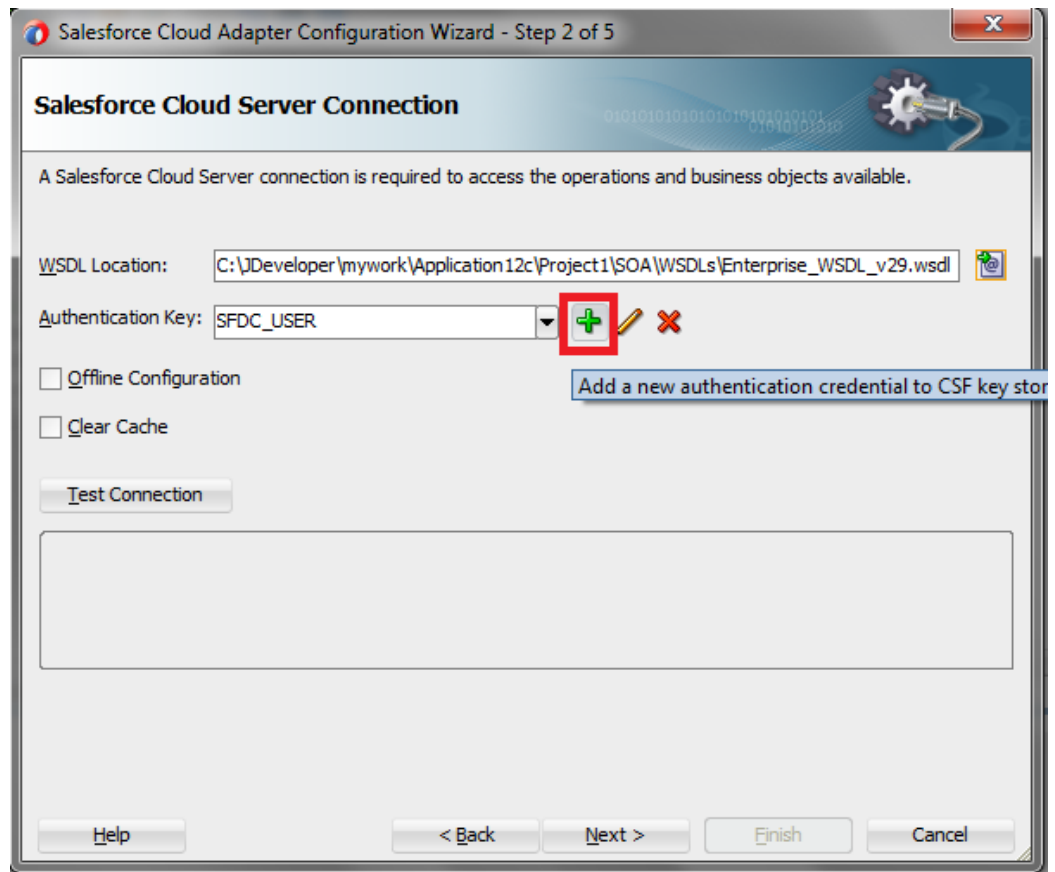 Salesforce Cloud Adapter Configuration Wizard - Step 2 of 5
x
Salesforce Cloud Server Connection
A Salesforce Cloud Server connection is required to access the operations and business objects available.
WSDL Location: C:\JDeveloper\mywork\Application12c\Project1\SOA\WSDLs\Enterprise_WSDL_v29.wsdl
Authentication Key: SFDC_USER
Offline Configuration
Add a new authentication credential to CSF key stor
Clear Cache
Test Connection
Help < Back Next > Finish Cancel